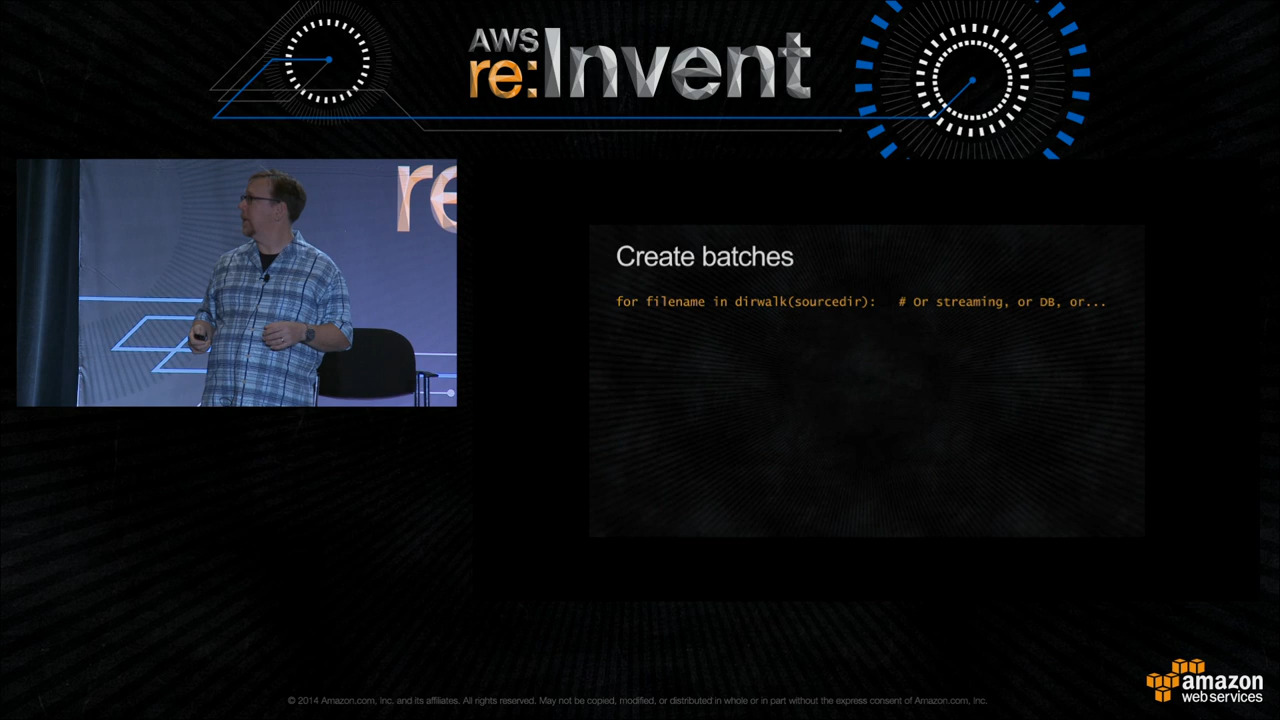 AWS
re:Invent
re
Create batches
for filename in dirwalk(sourcedir):   # Or streaming, or DB, or...
© 2014 Amazon.com, Inc. and its affiliates. All rights reserved. May not be copied, modified, or distributed in whole or in part without the express consent of Amazon.com, Inc.
amazon
web services